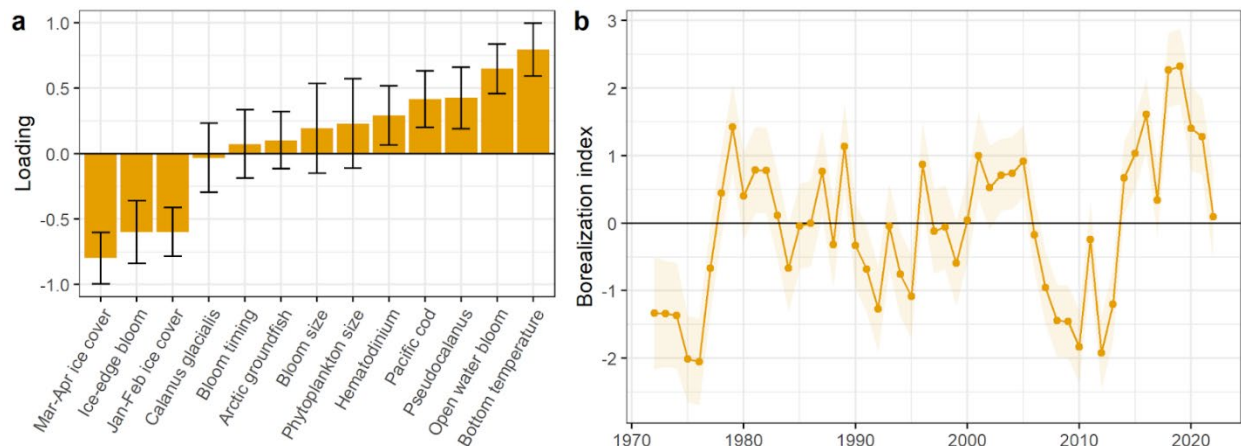 a
Loading
1.0
0.5
0.0
-0.5
-1.0
Mar-Apr ice cover
Ice-edge bloom
Jan-Feb ice cover
Calanus glacialis
Bloom timing
Arctic groundfish
Bloom size
Phytoplankton size
Hematodinium
Pacific cod
Pseudocalanus
Open water bloom
Bottom temperature
b
Borealization index
3
2
1
0
-1
-2
1970
1980
1990
2000
2010
2020